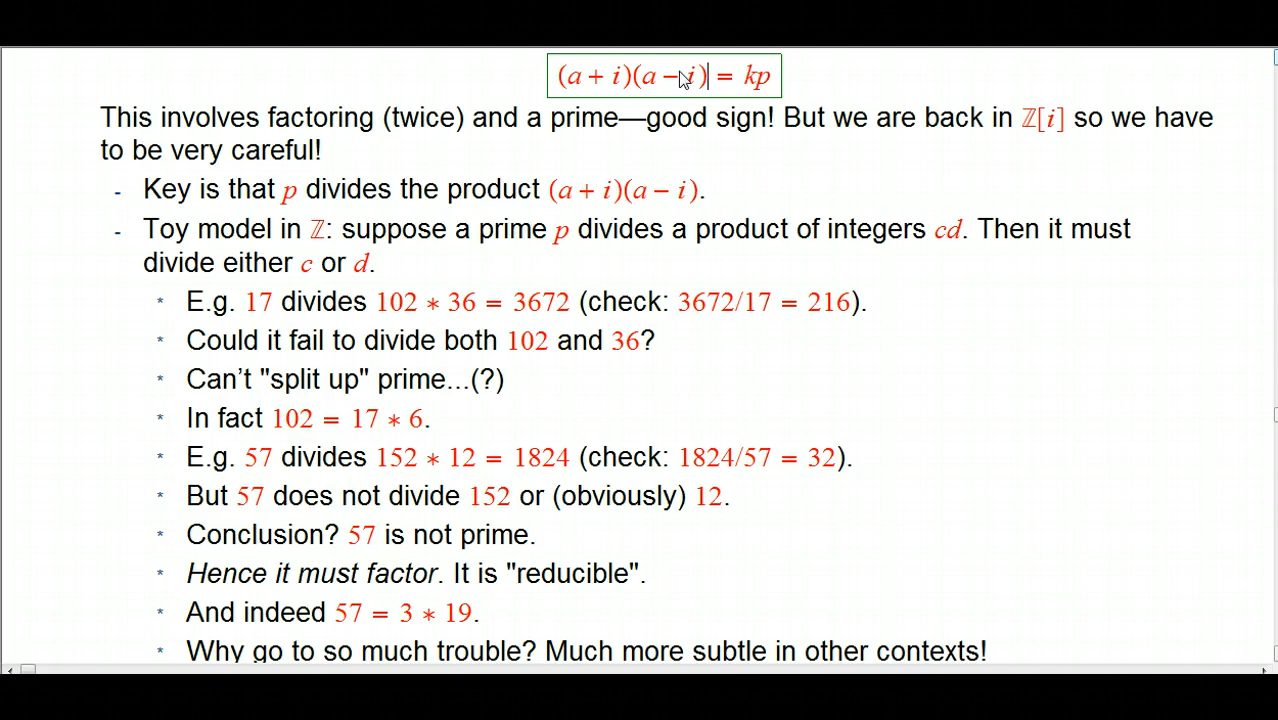 (a + i)(a − i) = kp
This involves factoring (twice) and a prime—good sign! But we are back in ℤ[i] so we have
to be very careful!
- Key is that p divides the product (a + i)(a − i).
- Toy model in ℤ: suppose a prime p divides a product of integers cd. Then it must
divide either c or d.
* E.g. 17 divides 102 ∗ 36 = 3672 (check: 3672/17 = 216).
* Could it fail to divide both 102 and 36?
* Can't "split up" prime...(?)
* In fact 102 = 17 ∗ 6.
* E.g. 57 divides 152 ∗ 12 = 1824 (check: 1824/57 = 32).
* But 57 does not divide 152 or (obviously) 12.
* Conclusion? 57 is not prime.
* Hence it must factor. It is "reducible".
* And indeed 57 = 3 ∗ 19.
* Why go to so much trouble? Much more subtle in other contexts!